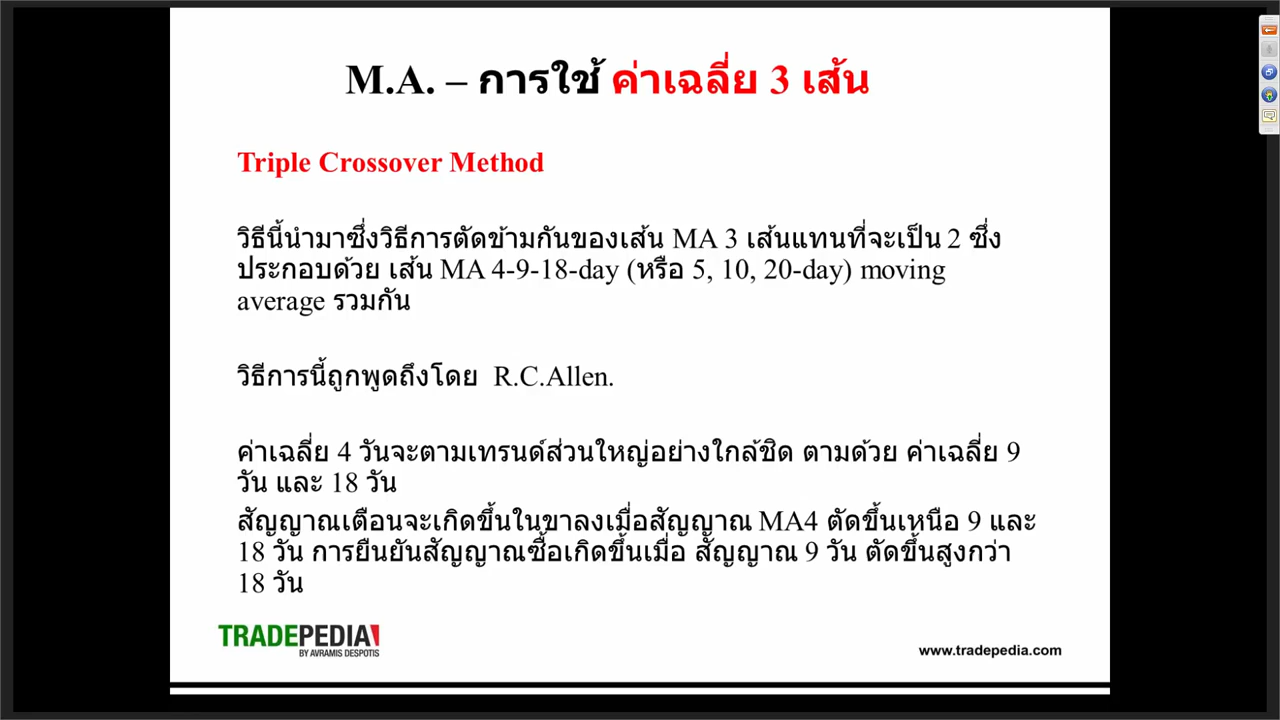 M.A. – การใช้ ค่าเฉลี่ย 3 เส้น
Triple Crossover Method
วิธีนี้นำมาซึ่งวิธีการตัดข้ามกันของเส้น MA 3 เส้นแทนที่จะเป็น 2 ซึ่ง
ประกอบด้วย เส้น MA 4-9-18-day (หรือ 5, 10, 20-day) moving
average รวมกัน
วิธีการนี้ถูกพูดถึงโดย R.C.Allen.
ค่าเฉลี่ย 4 วันจะตามเทรนด์ส่วนใหญ่อย่างใกล้ชิด ตามด้วย ค่าเฉลี่ย 9
วัน และ 18 วัน
สัญญาณเตือนจะเกิดขึ้นในขาลงเมื่อสัญญาณ MA4 ตัดขึ้นเหนือ 9 และ
18 วัน การยืนยันสัญญาณซื้อเกิดขึ้นเมื่อ สัญญาณ 9 วัน ตัดขึ้นสูงกว่า
18 วัน
TRADEPEDIA
BY AVRAMIS DESPOTIS
www.tradepedia.com